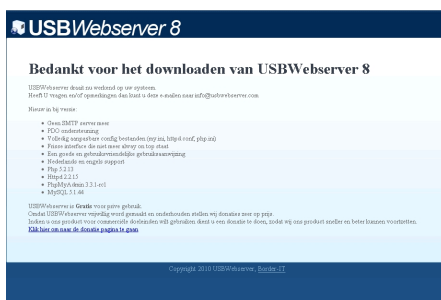 USBWebserver 8
Bedankt voor het downloaden van USBWebserver 8
USBWebserver draait nu werkend op uw systeem.
Heeft U vragen en/of opmerkingen dan kunt u deze e-mailen naar info@usbwebserver.com
Nieuw in bij versie:
Geen SMTP server meer
PDO ondersteuning
Volledig aanpasbare config bestanden (my.ini, httpd.conf, php.ini)
Frisse interface die niet meer alway on top staat
Een goede en gebruiksvriendelijke gebruiksaanwijzing
Nederlands en engels support
Php 5.2.13
Httpd 2.2.15
PhpMyAdmin 3.3.1-rc1
MySQL 5.1.44
USBWebserver is Gratis voor prive gebruik.
Omdat USBWebserver vrijwillig word gemaakt en onderhouden stellen wij donaties zeer op prijs.
Indien u ons product voor commerciële doeleinden wilt gebruiken dient u een donatie te doen, zodat wij ons product sneller en beter kunnen voortzetten.
Klik hier om naar de donatie pagina te gaan
Copyright 2010 USBWebserver, Border-IT